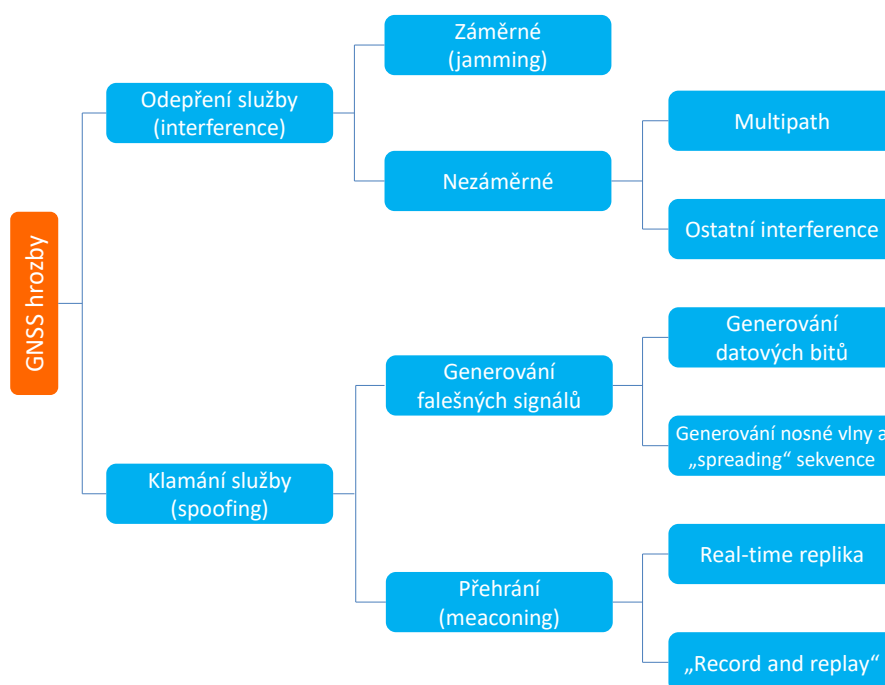 GNSS hrozby
Odepření služby
(interference)
Záměrné
(jamming)
Nezáměrné
Multipath
Ostatní interference
Klamání služby
(spoofing)
Generování
falešných signálů
Generování
datových bitů
Generování nosné vlny a
„spreading“ sekvence
Přehrání
(meaconing)
Real-time replika
„Record and replay“